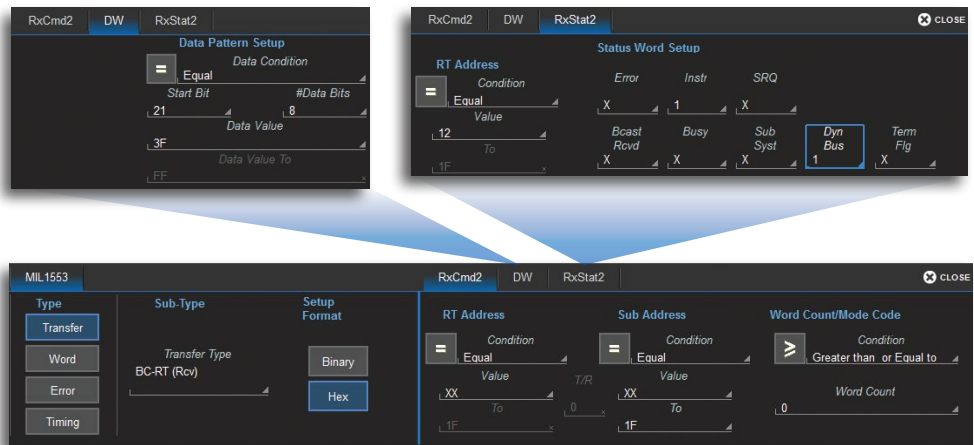 RxCmd2 DW RxStat2
Data Pattern Setup
Data Condition
= Equal
Start Bit #Data Bits
21 8
Data Value
3F
Data Value To
FF
RxCmd2 DW RxStat2 CLOSE
Status Word Setup
RT Address
Condition
= Equal
Value
12
To
1F
Error Instr SRQ
X 1 X
Bcast Rcvd Busy Sub Syst Dyn Bus Term Flg
X X X 1 X
MIL1553
Type
Transfer
Word
Error
Timing
Sub-Type
Transfer Type
BC-RT (Rcv)
Setup
Format
Binary
Hex
RxCmd2 DW RxStat2 CLOSE
RT Address
Condition
= Equal
Value
XX
To
1F
T/R
0
Sub Address
Condition
= Equal
Value
XX
To
1F
Word Count/Mode Code
Condition
≥ Greater than or Equal to
Word Count
0